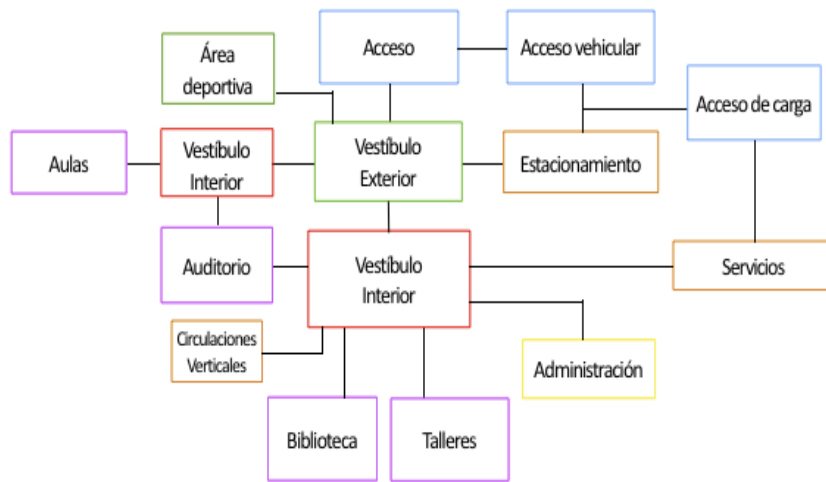 Área
deportiva
Acceso
Acceso vehicular
Acceso de carga
Aulas
Vestíbulo
Interior
Vestíbulo
Exterior
Estacionamiento
Auditorio
Vestíbulo
Interior
Servicios
Circulaciones
Verticales
Administración
Biblioteca
Talleres